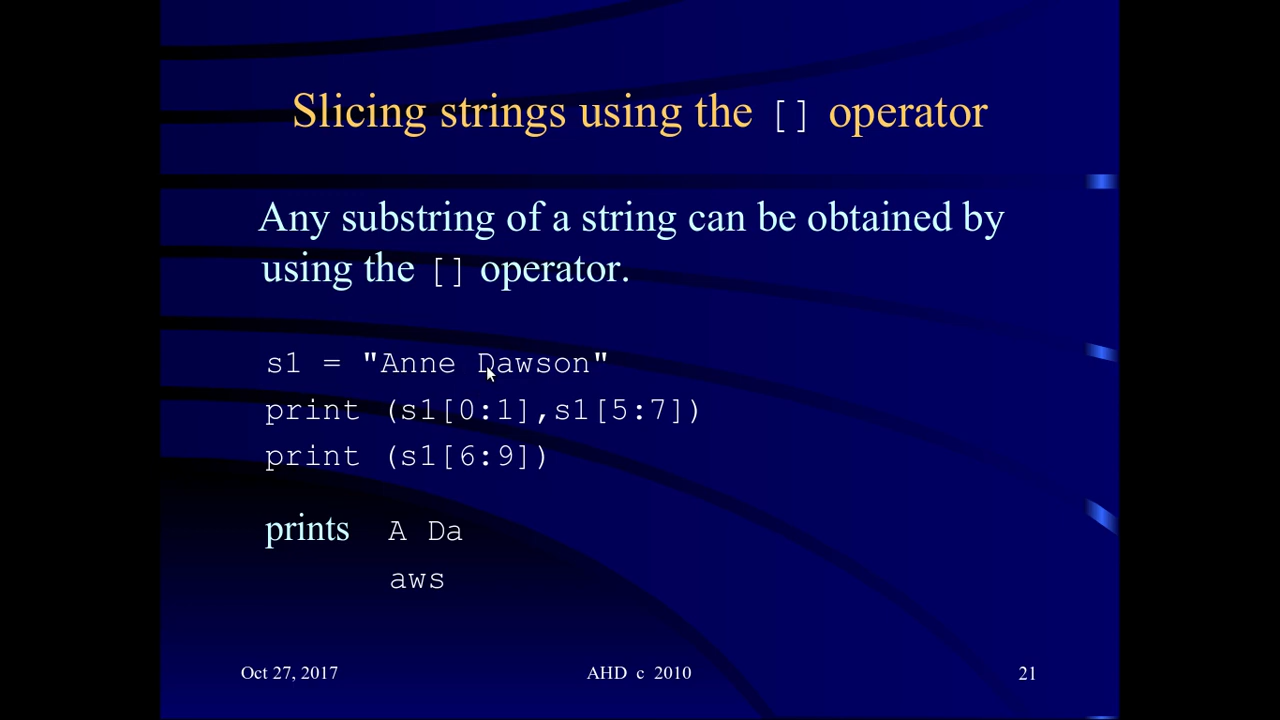 Slicing strings using the [] operator
Any substring of a string can be obtained by
using the [] operator.
s1 = "Anne Dawson"
print (s1[0:1],s1[5:7])
print (s1[6:9])
prints A Da
aws
Oct 27, 2017 AHD c 2010 21